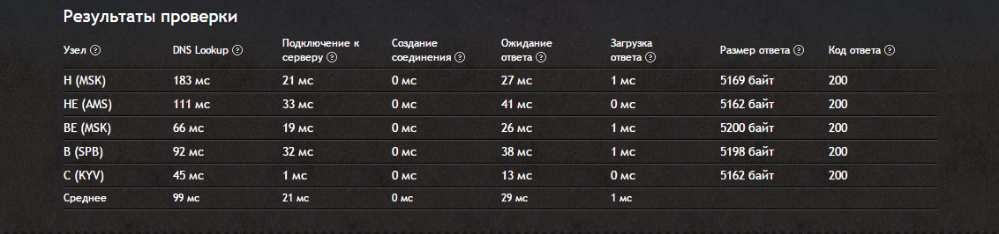 Результаты проверки
Узел ? DNS Lookup ? Подключение к серверу ? Создание соединения ? Ожидание ответа ? Загрузка ответа ? Размер ответа ? Код ответа ?
H (MSK) 183 мс 21 мс 0 мс 27 мс 1 мс 5169 байт 200
HE (AMS) 111 мс 33 мс 0 мс 41 мс 0 мс 5162 байт 200
BE (MSK) 66 мс 19 мс 0 мс 26 мс 1 мс 5200 байт 200
B (SPB) 92 мс 32 мс 0 мс 38 мс 1 мс 5198 байт 200
C (KYV) 45 мс 1 мс 0 мс 13 мс 0 мс 5162 байт 200
Среднее 99 мс 21 мс 0 мс 29 мс 1 мс